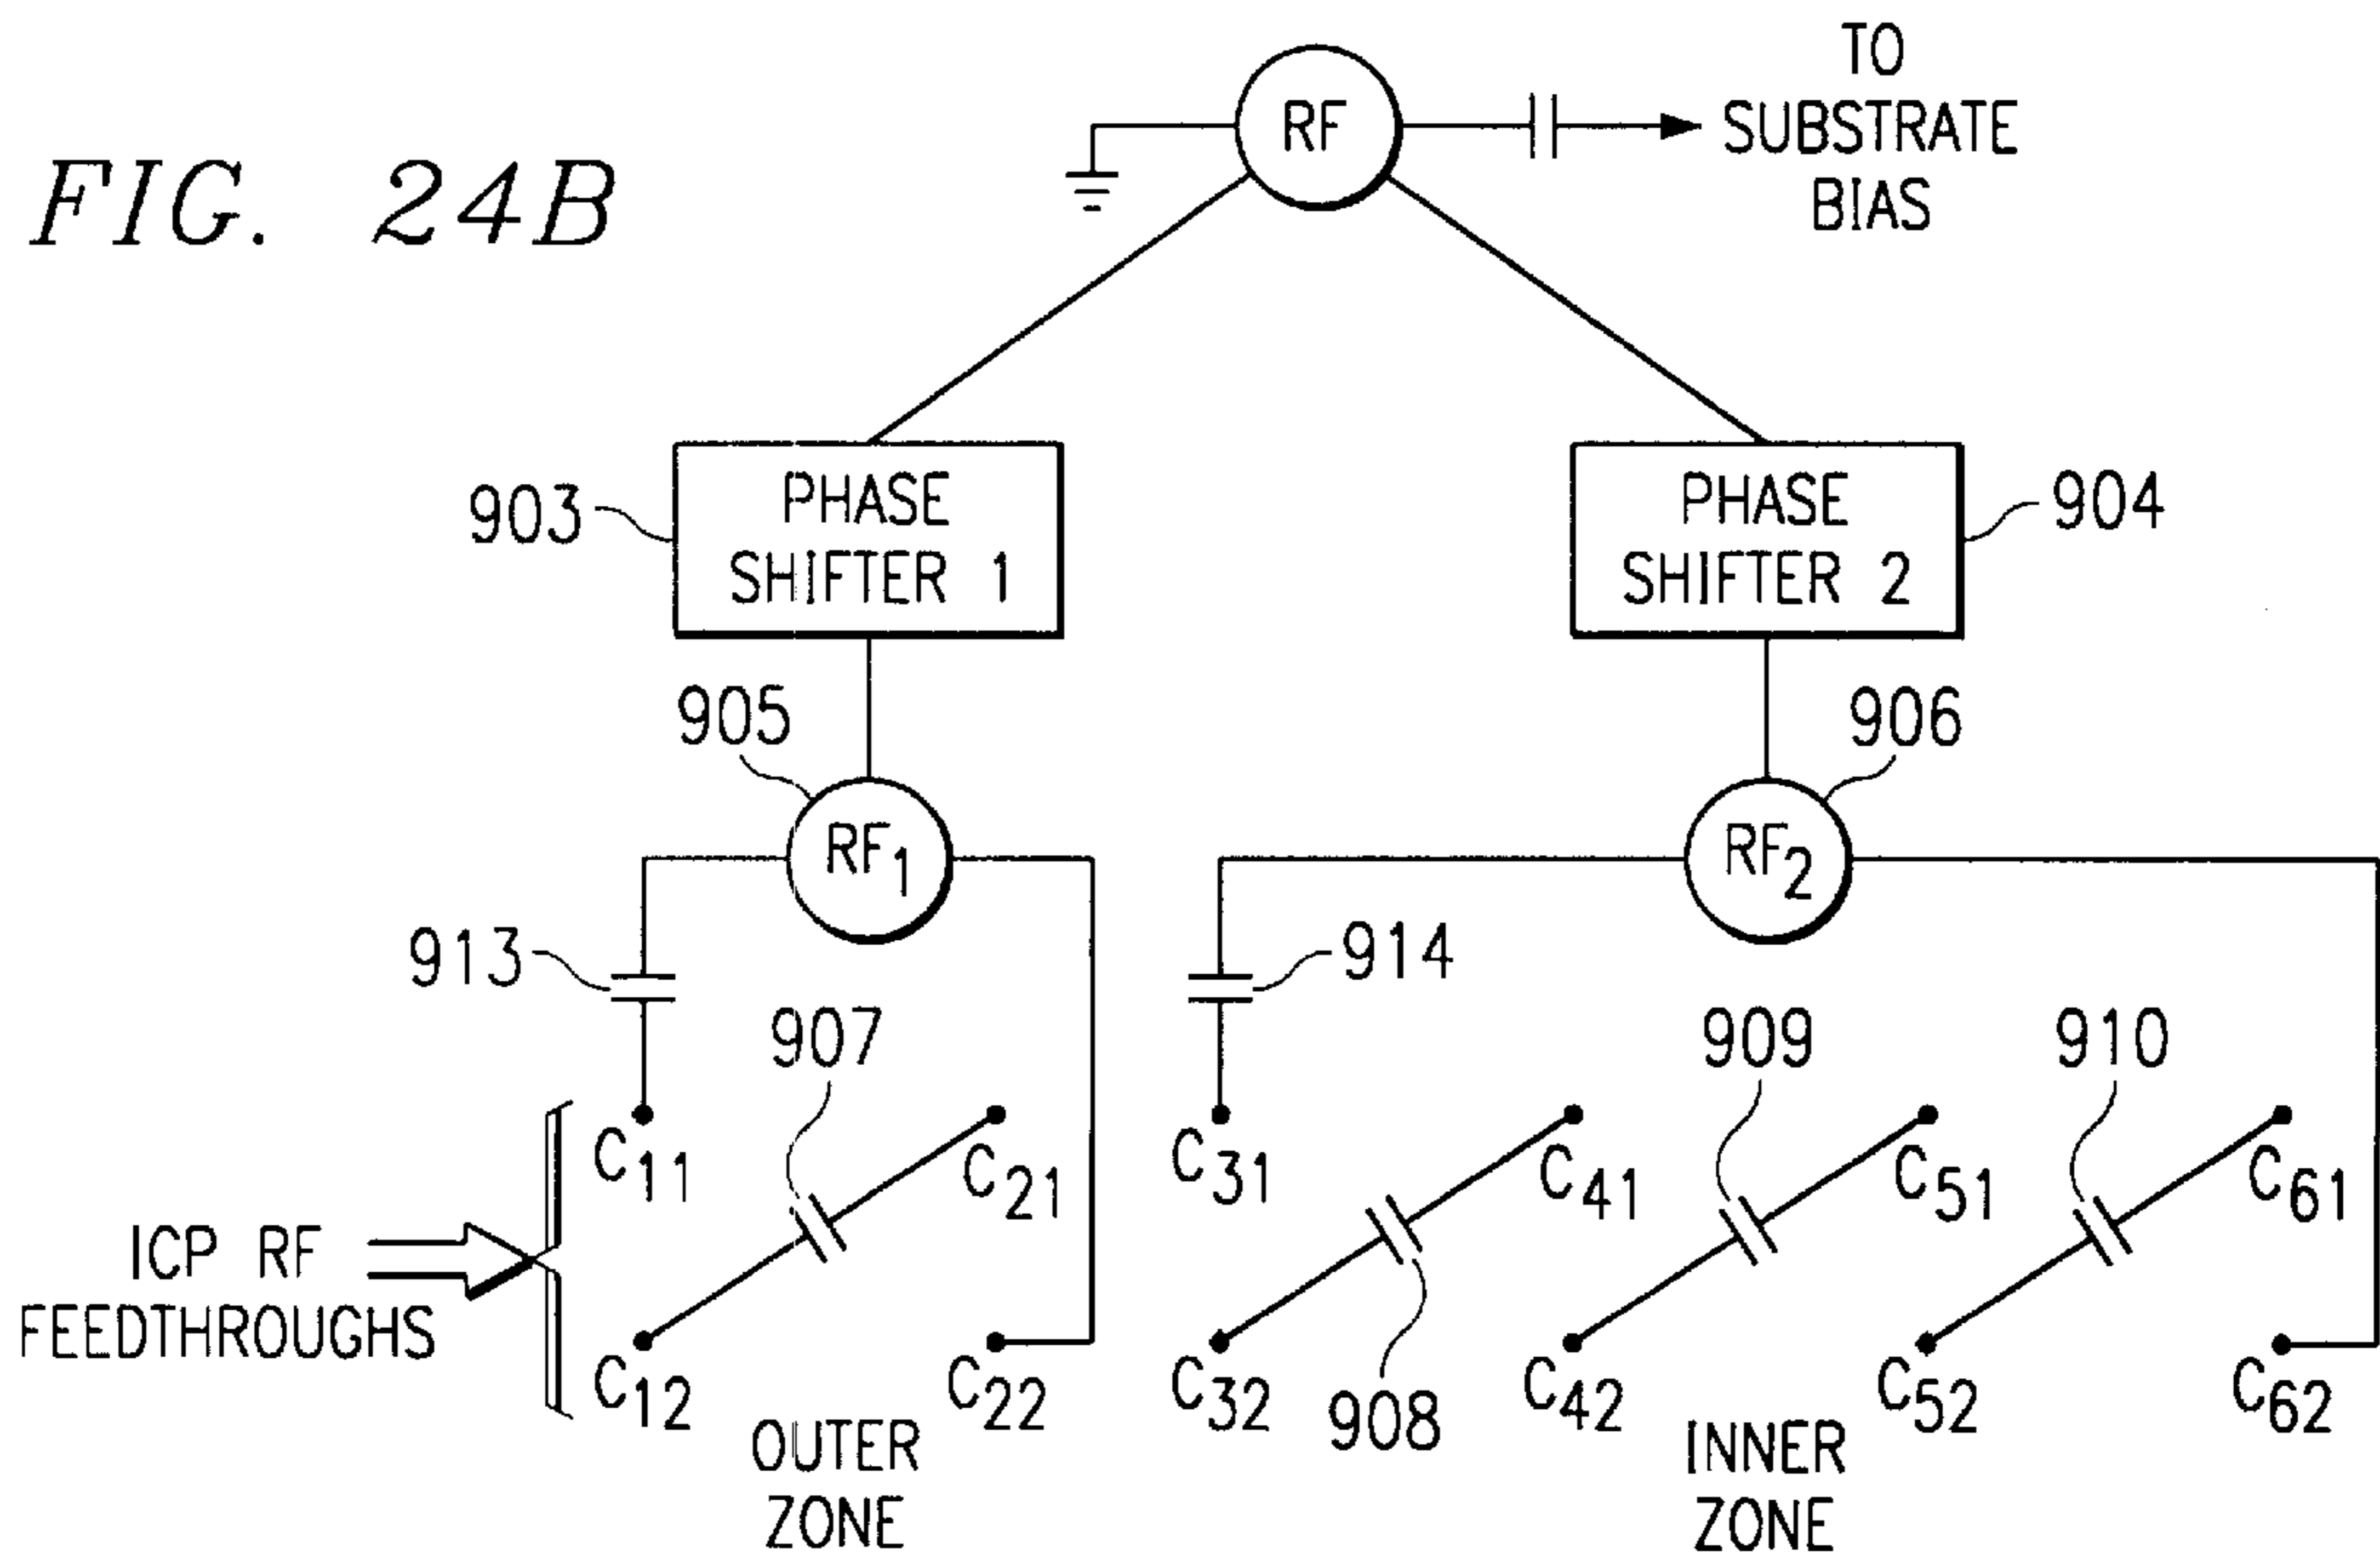 FIG. 24B
RF
TO
SUBSTRATE
BIAS
903
PHASE
SHIFTER 1
PHASE
SHIFTER 2
904
905
RF1
906
RF2
913
907
914
909
910
C11
C21
C31
C41
C51
C61
ICP RF
FEEDTHROUGHS
C12
C22
C32
908
C42
C52
C62
OUTER
ZONE
INNER
ZONE